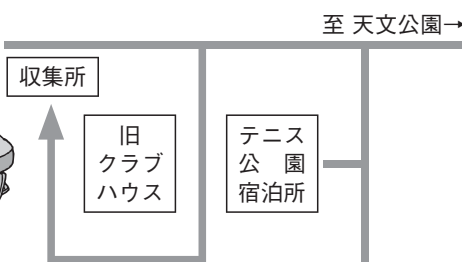 至 天文公園→
収集所
旧
クラブ
ハウス
テニス
公　園
宿泊所